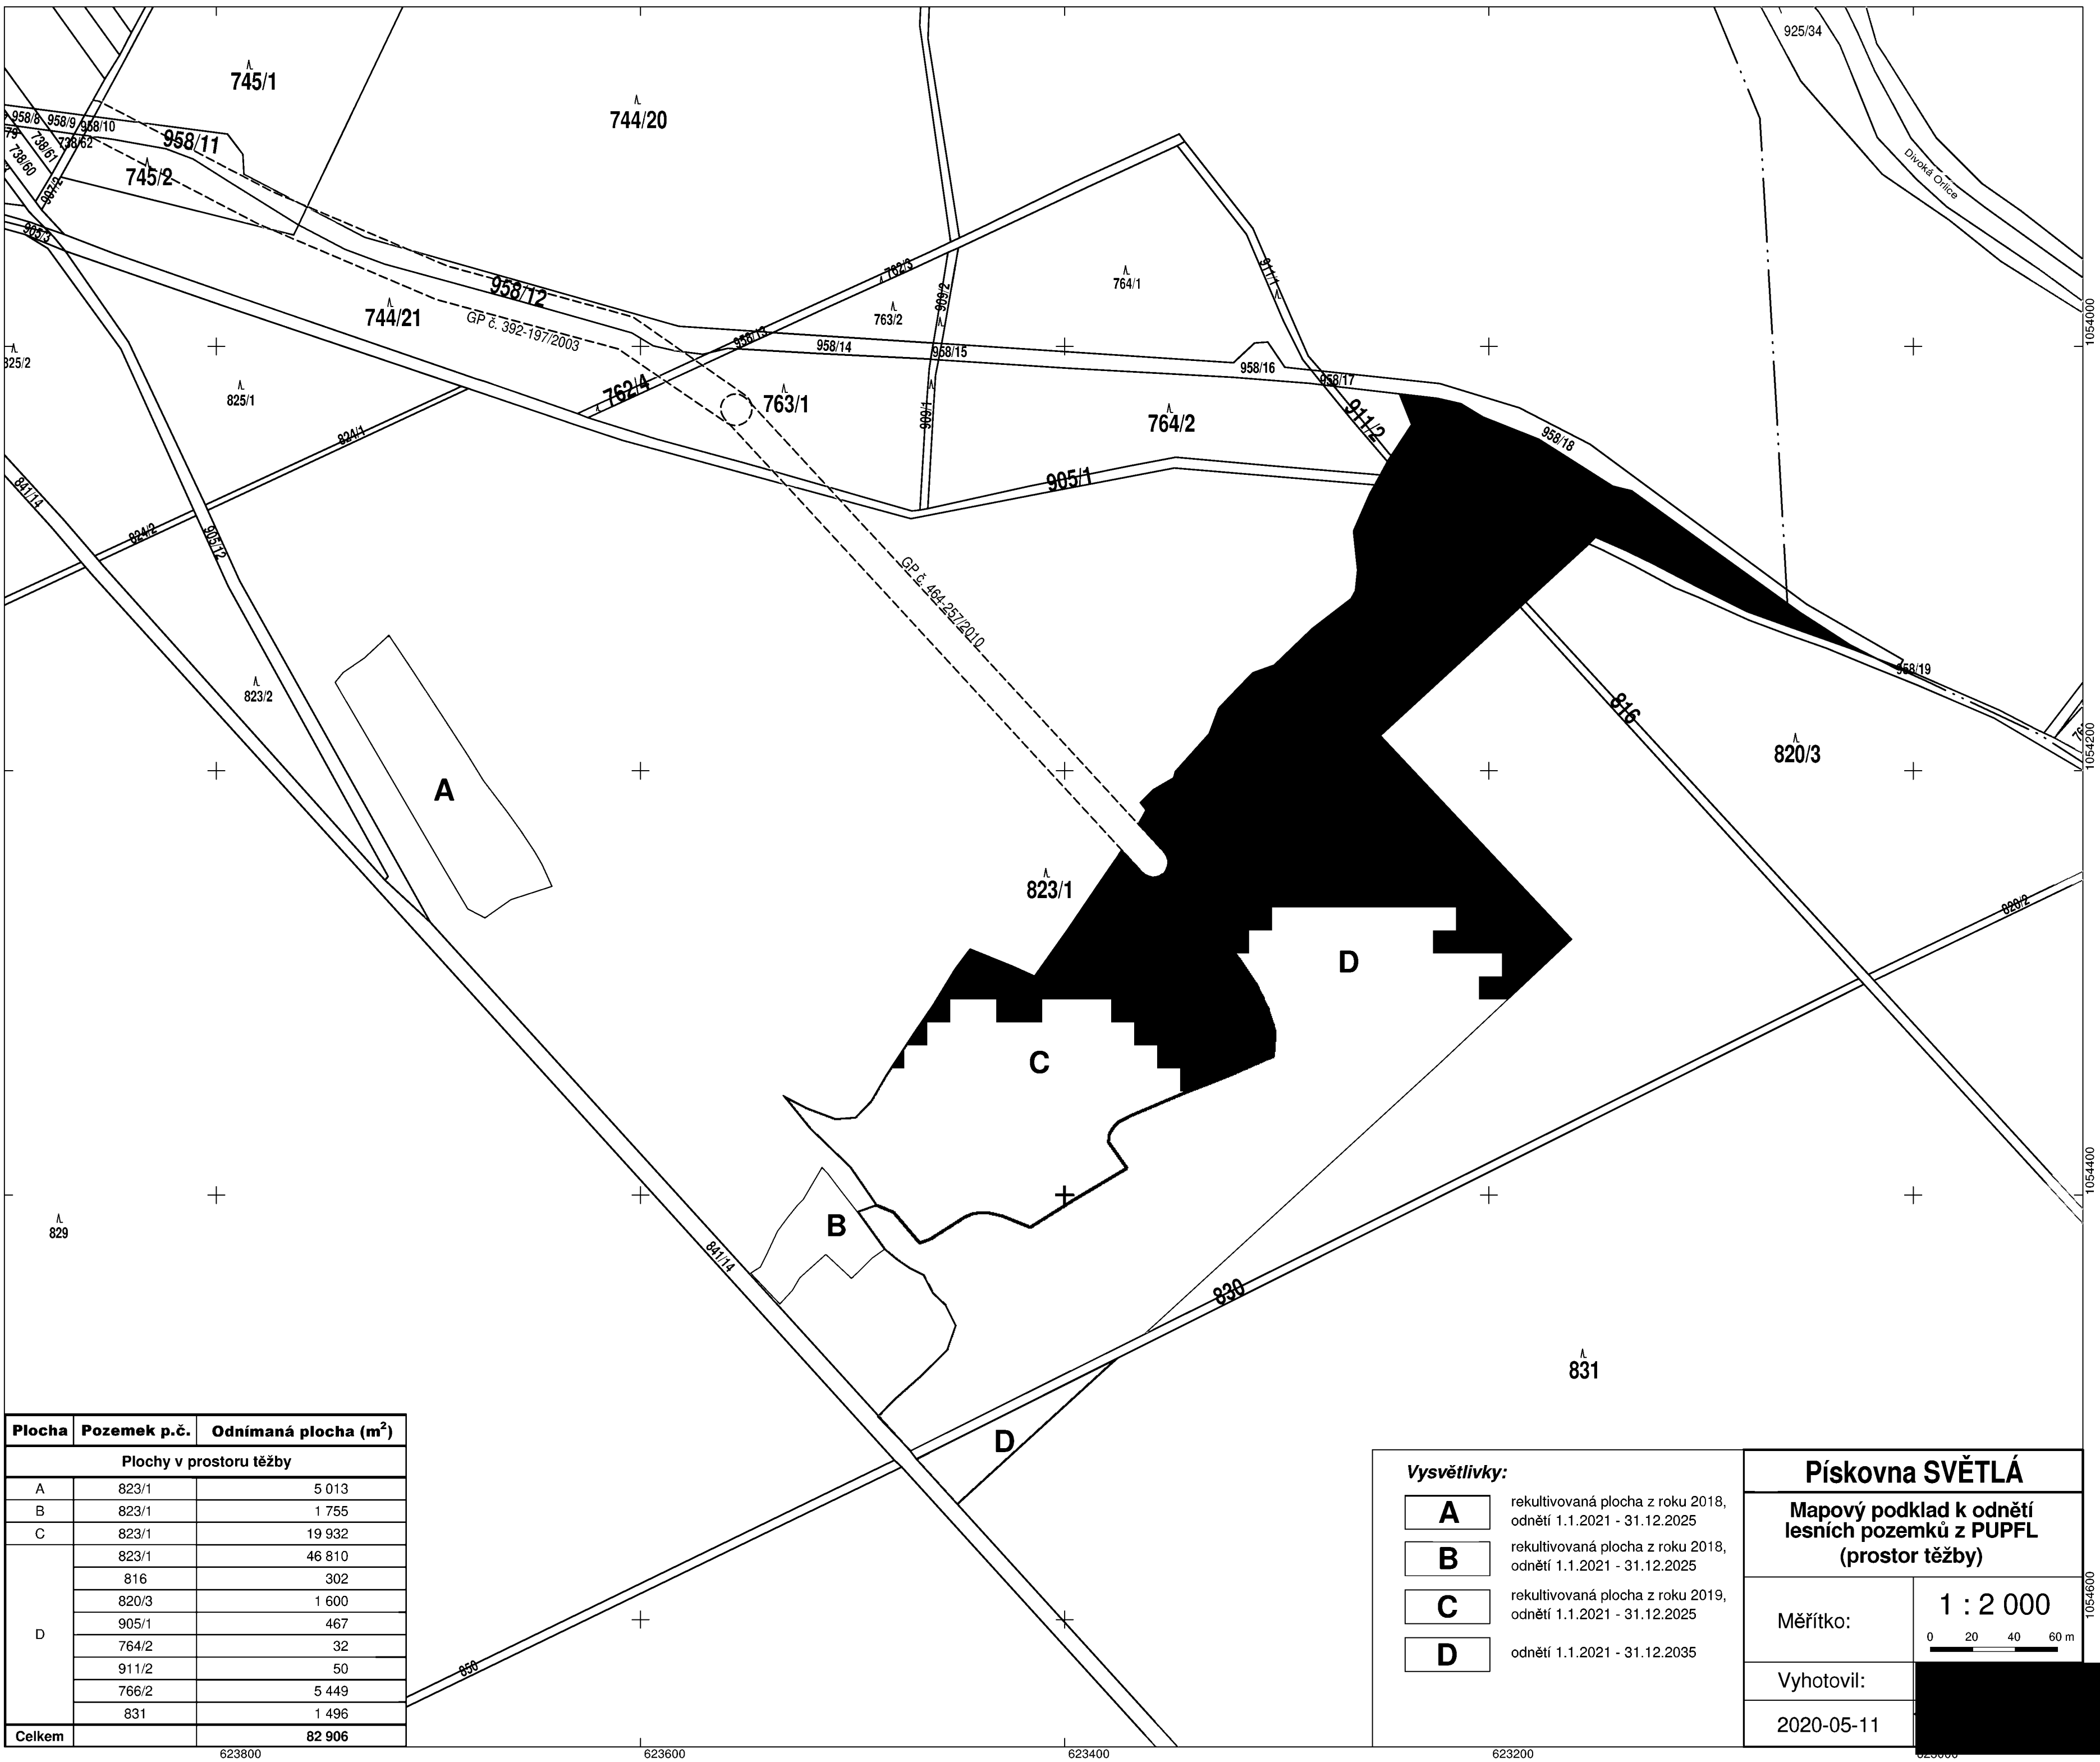 925/34
745/1
744/20
958/8
958/9
958/10
738/61
738/62
738/60
958/11
745/2
907/2
905/3
Divoká Orlice
762/3
764/1
911/1
909/2
958/12
744/21
GP č. 392-197/2003
763/2
958/13
958/14
958/15
958/16
958/17
1054000
825/2
825/1
762/4
763/1
909/1
764/2
911/2
958/18
824/1
905/1
841/14
824/2
905/12
GP č. 464-257/2010
958/19
823/2
816
820/3
1054200
A
823/1
820/2
D
C
1054400
829
B
841/14
830
831
D
850
Plocha Pozemek p.č. Odnímaná plocha (m2)
Plochy v prostoru těžby
A 823/1 5 013
B 823/1 1 755
C 823/1 19 932
D 823/1 46 810
816 302
820/3 1 600
905/1 467
764/2 32
911/2 50
766/2 5 449
831 1 496
Celkem 82 906
Vysvětlivky:
A rekultivovaná plocha z roku 2018,
odnětí 1.1.2021 - 31.12.2025
B rekultivovaná plocha z roku 2018,
odnětí 1.1.2021 - 31.12.2025
C rekultivovaná plocha z roku 2019,
odnětí 1.1.2021 - 31.12.2025
D odnětí 1.1.2021 - 31.12.2035
Pískovna SVĚTLÁ
Mapový podklad k odnětí
lesních pozemků z PUPFL
(prostor těžby)
Měřítko: 1 : 2 000
0 20 40 60 m
Vyhotovil:
2020-05-11
1054600
623800
623600
623400
623200